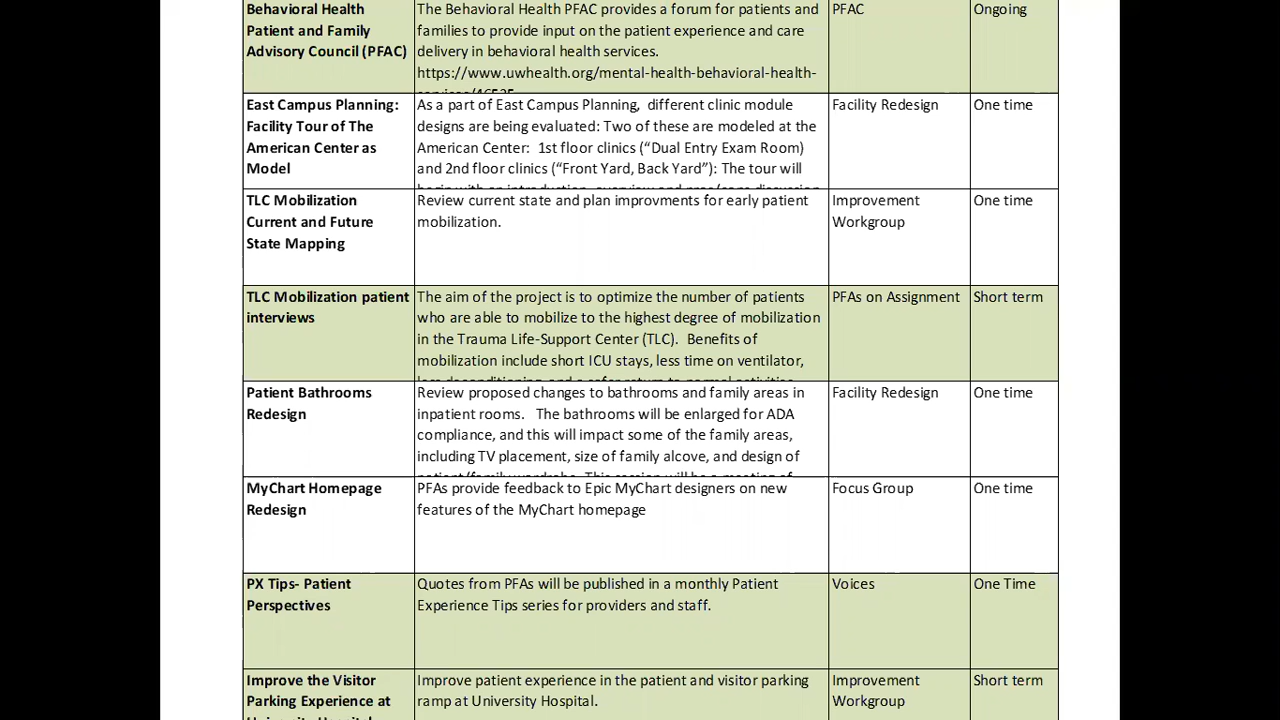 Behavioral Health
Patient and Family
Advisory Council (PFAC)
The Behavioral Health PFAC provides a forum for patients and
families to provide input on the patient experience and care
delivery in behavioral health services.
https://www.uwhealth.org/mental-health-behavioral-health-
PFAC
Ongoing
East Campus Planning:
Facility Tour of The
American Center as
Model
As a part of East Campus Planning, different clinic module
designs are being evaluated: Two of these are modeled at the
American Center: 1st floor clinics (“Dual Entry Exam Room)
and 2nd floor clinics (“Front Yard, Back Yard”): The tour will
Facility Redesign
One time
TLC Mobilization
Current and Future
State Mapping
Review current state and plan improvments for early patient
mobilization.
Improvement
Workgroup
One time
TLC Mobilization patient
interviews
The aim of the project is to optimize the number of patients
who are able to mobilize to the highest degree of mobilization
in the Trauma Life-Support Center (TLC). Benefits of
mobilization include short ICU stays, less time on ventilator,
PFAs on Assignment
Short term
Patient Bathrooms
Redesign
Review proposed changes to bathrooms and family areas in
inpatient rooms. The bathrooms will be enlarged for ADA
compliance, and this will impact some of the family areas,
including TV placement, size of family alcove, and design of
Facility Redesign
One time
MyChart Homepage
Redesign
PFAs provide feedback to Epic MyChart designers on new
features of the MyChart homepage
Focus Group
One time
PX Tips- Patient
Perspectives
Quotes from PFAs will be published in a monthly Patient
Experience Tips series for providers and staff.
Voices
One Time
Improve the Visitor
Parking Experience at
Improve patient experience in the patient and visitor parking
ramp at University Hospital.
Improvement
Workgroup
Short term